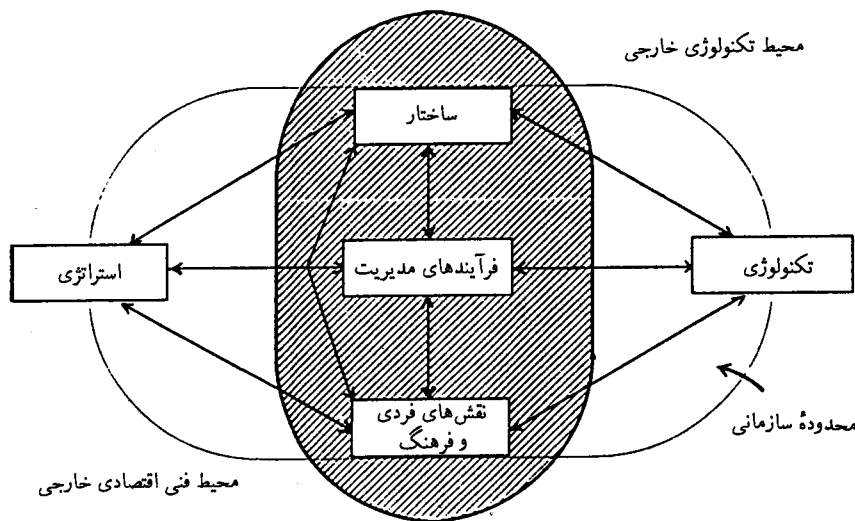 محیط تکنولوژی خارجی
ساختار
تکنولوژی
فرآیندهای مدیریت
استراتژی
نقش‌های فردی
و فرهنگ
محدودهٔ سازمانی
محیط فنی اقتصادی خارجی